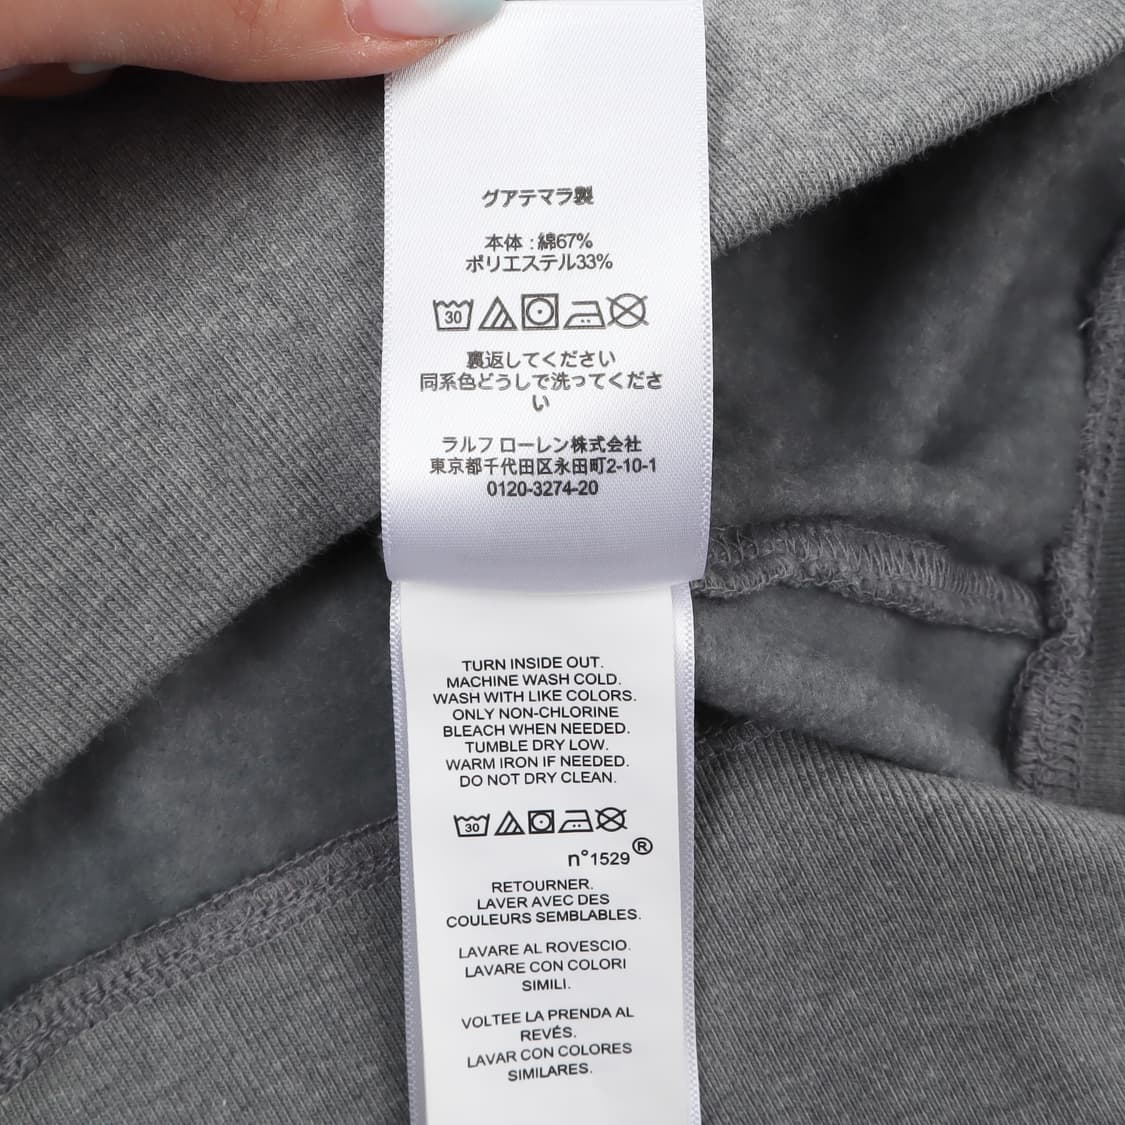 グアテマラ製
本体 : 綿67%
ポリエステル33%
30
裏返してください
同系色どうしで洗ってくださ
い
ラルフ ローレン株式会社
東京都千代田区永田町2-10-1
0120-3274-20
TURN INSIDE OUT.
MACHINE WASH COLD.
WASH WITH LIKE COLORS.
ONLY NON-CHLORINE
BLEACH WHEN NEEDED.
TUMBLE DRY LOW.
WARM IRON IF NEEDED.
DO NOT DRY CLEAN.
30
n°1529®
RETOURNER.
LAVER AVEC DES
COULEURS SEMBLABLES.
LAVARE AL ROVESCIO.
LAVARE CON COLORI
SIMILI.
VOLTEE LA PRENDA AL
REVÉS.
LAVAR CON COLORES
SIMILARES.